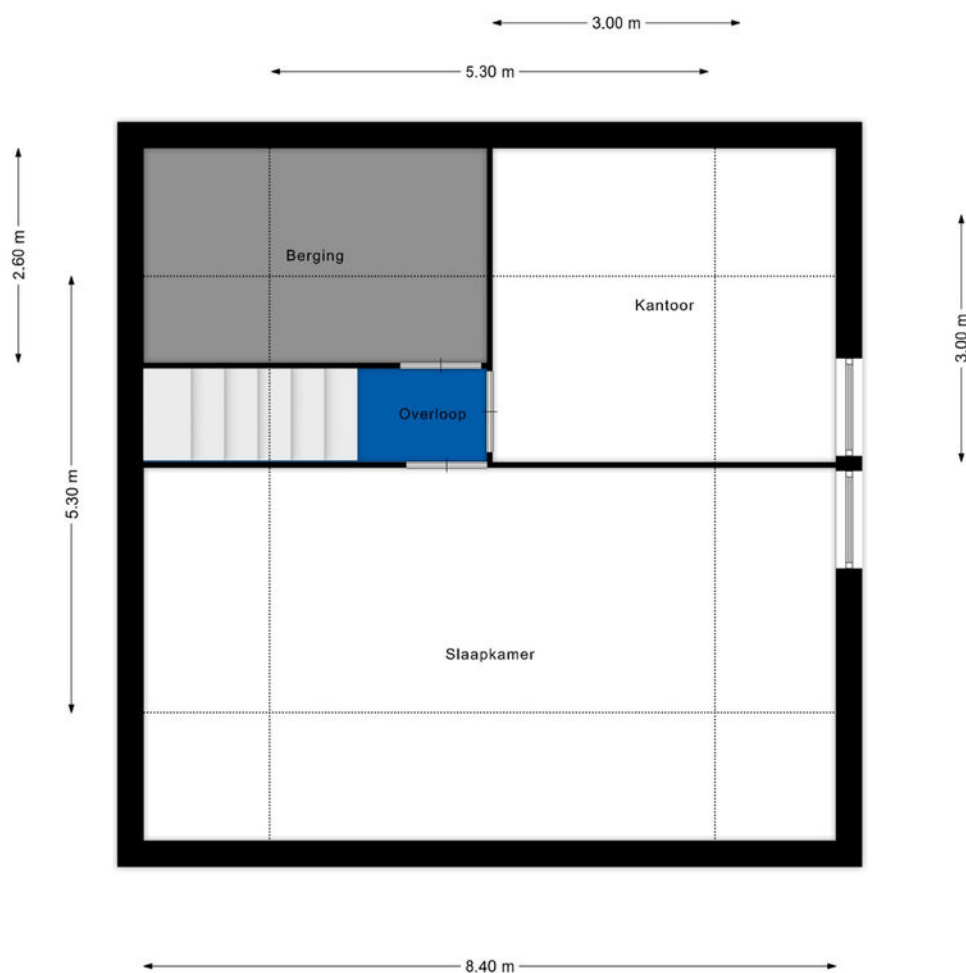 3.00 m
5.30 m
2.60 m
Berging
Kantoor
3.00 m
Overloop
5.30 m
Slaapkamer
8.40 m